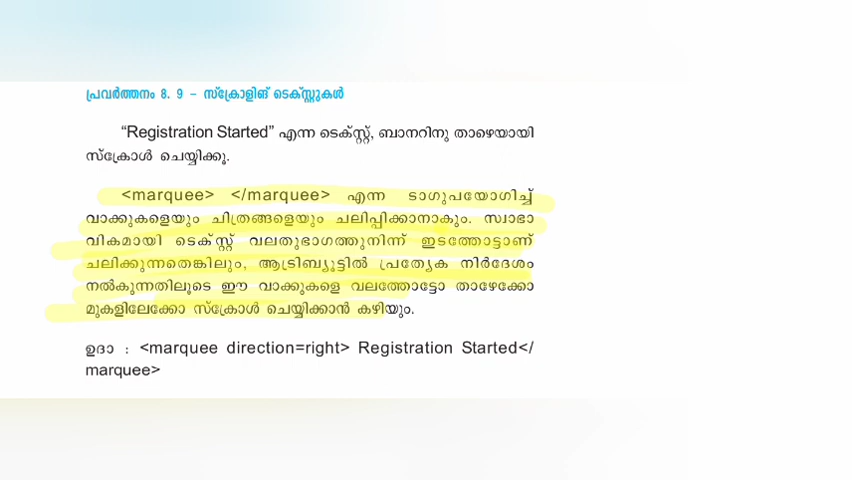 പ്രവർത്തനം 8. 9 – സ്ക്രോളിങ് ടെക്സ്റ്റുകൾ
“Registration Started” എന്ന ടെക്സ്റ്റ്, ബാനറിനു താഴെയായി
സ്ക്രോൾ ചെയ്യിക്കൂ.
<marquee> </marquee> എന്ന ടാഗുപയോഗിച്ച്
വാക്കുകളെയും ചിത്രങ്ങളെയും ചലിപ്പിക്കാനാകും. സ്വാഭാ
വികമായി ടെക്സ്റ്റ് വലതുഭാഗത്തുനിന്ന് ഇടത്തോട്ടാണ്
ചലിക്കുന്നതെങ്കിലും, ആട്രിബ്യൂട്ടിൽ പ്രത്യേക നിർദേശം
നൽകുന്നതിലൂടെ ഈ വാക്കുകളെ വലത്തോട്ടോ താഴേക്കോ
മുകളിലേക്കോ സ്ക്രോൾ ചെയ്യിക്കാൻ കഴിയും.
ഉദാ : <marquee direction=right> Registration Started</
marquee>